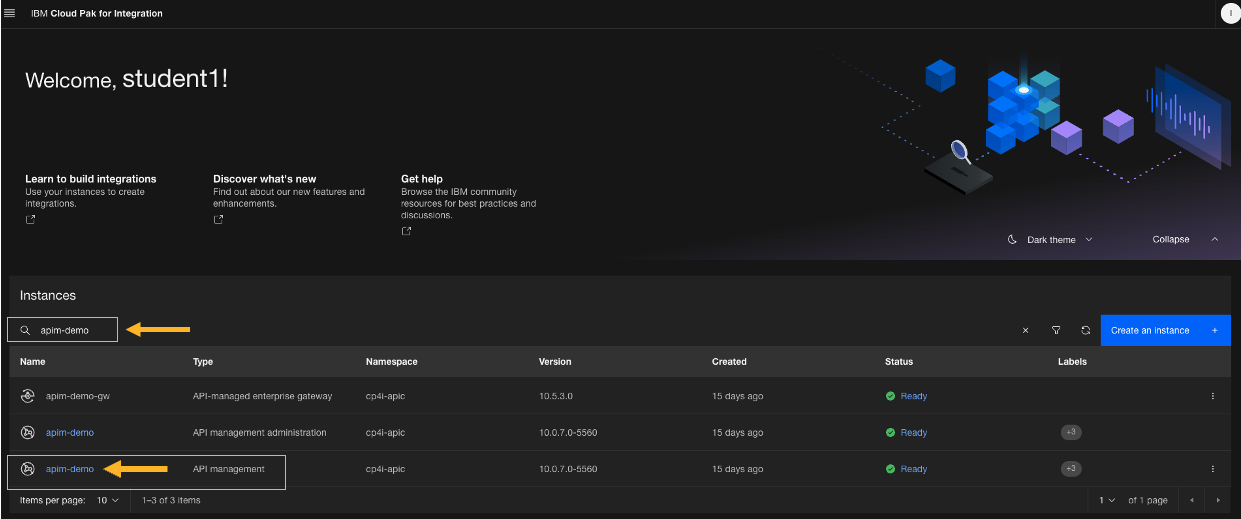 IBM Cloud Pak for Integration
I
Welcome, student1!
Learn to build integrations
Use your instances to create
integrations.
Discover what's new
Find out about our new features and
enhancements.
Get help
Browse the IBM community
resources for best practices and
discussions.
Dark theme
Collapse
Instances
apim-demo
Create an instance +
Name Type Namespace Version Created Status Labels
apim-demo-gw API-managed enterprise gateway cp4i-apic 10.5.3.0 15 days ago Ready
apim-demo API management administration cp4i-apic 10.0.7.0-5560 15 days ago Ready +3
apim-demo API management cp4i-apic 10.0.7.0-5560 15 days ago Ready +3
Items per page: 10 1–3 of 3 items 1 of 1 page